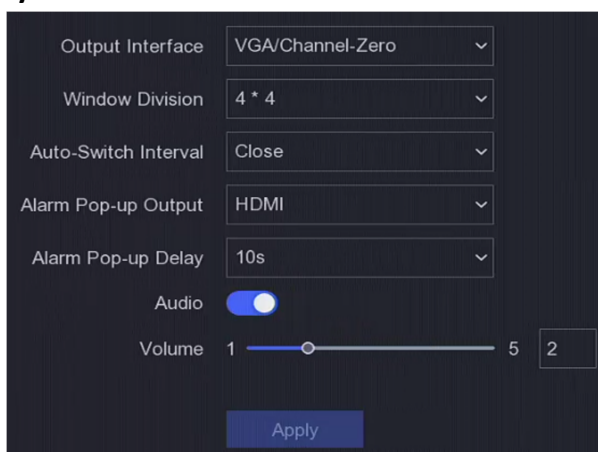 Output Interface VGA/Channel-Zero
Window Division 4 * 4
Auto-Switch Interval Close
Alarm Pop-up Output HDMI
Alarm Pop-up Delay 10s
Audio
Volume 1 5 2
Apply